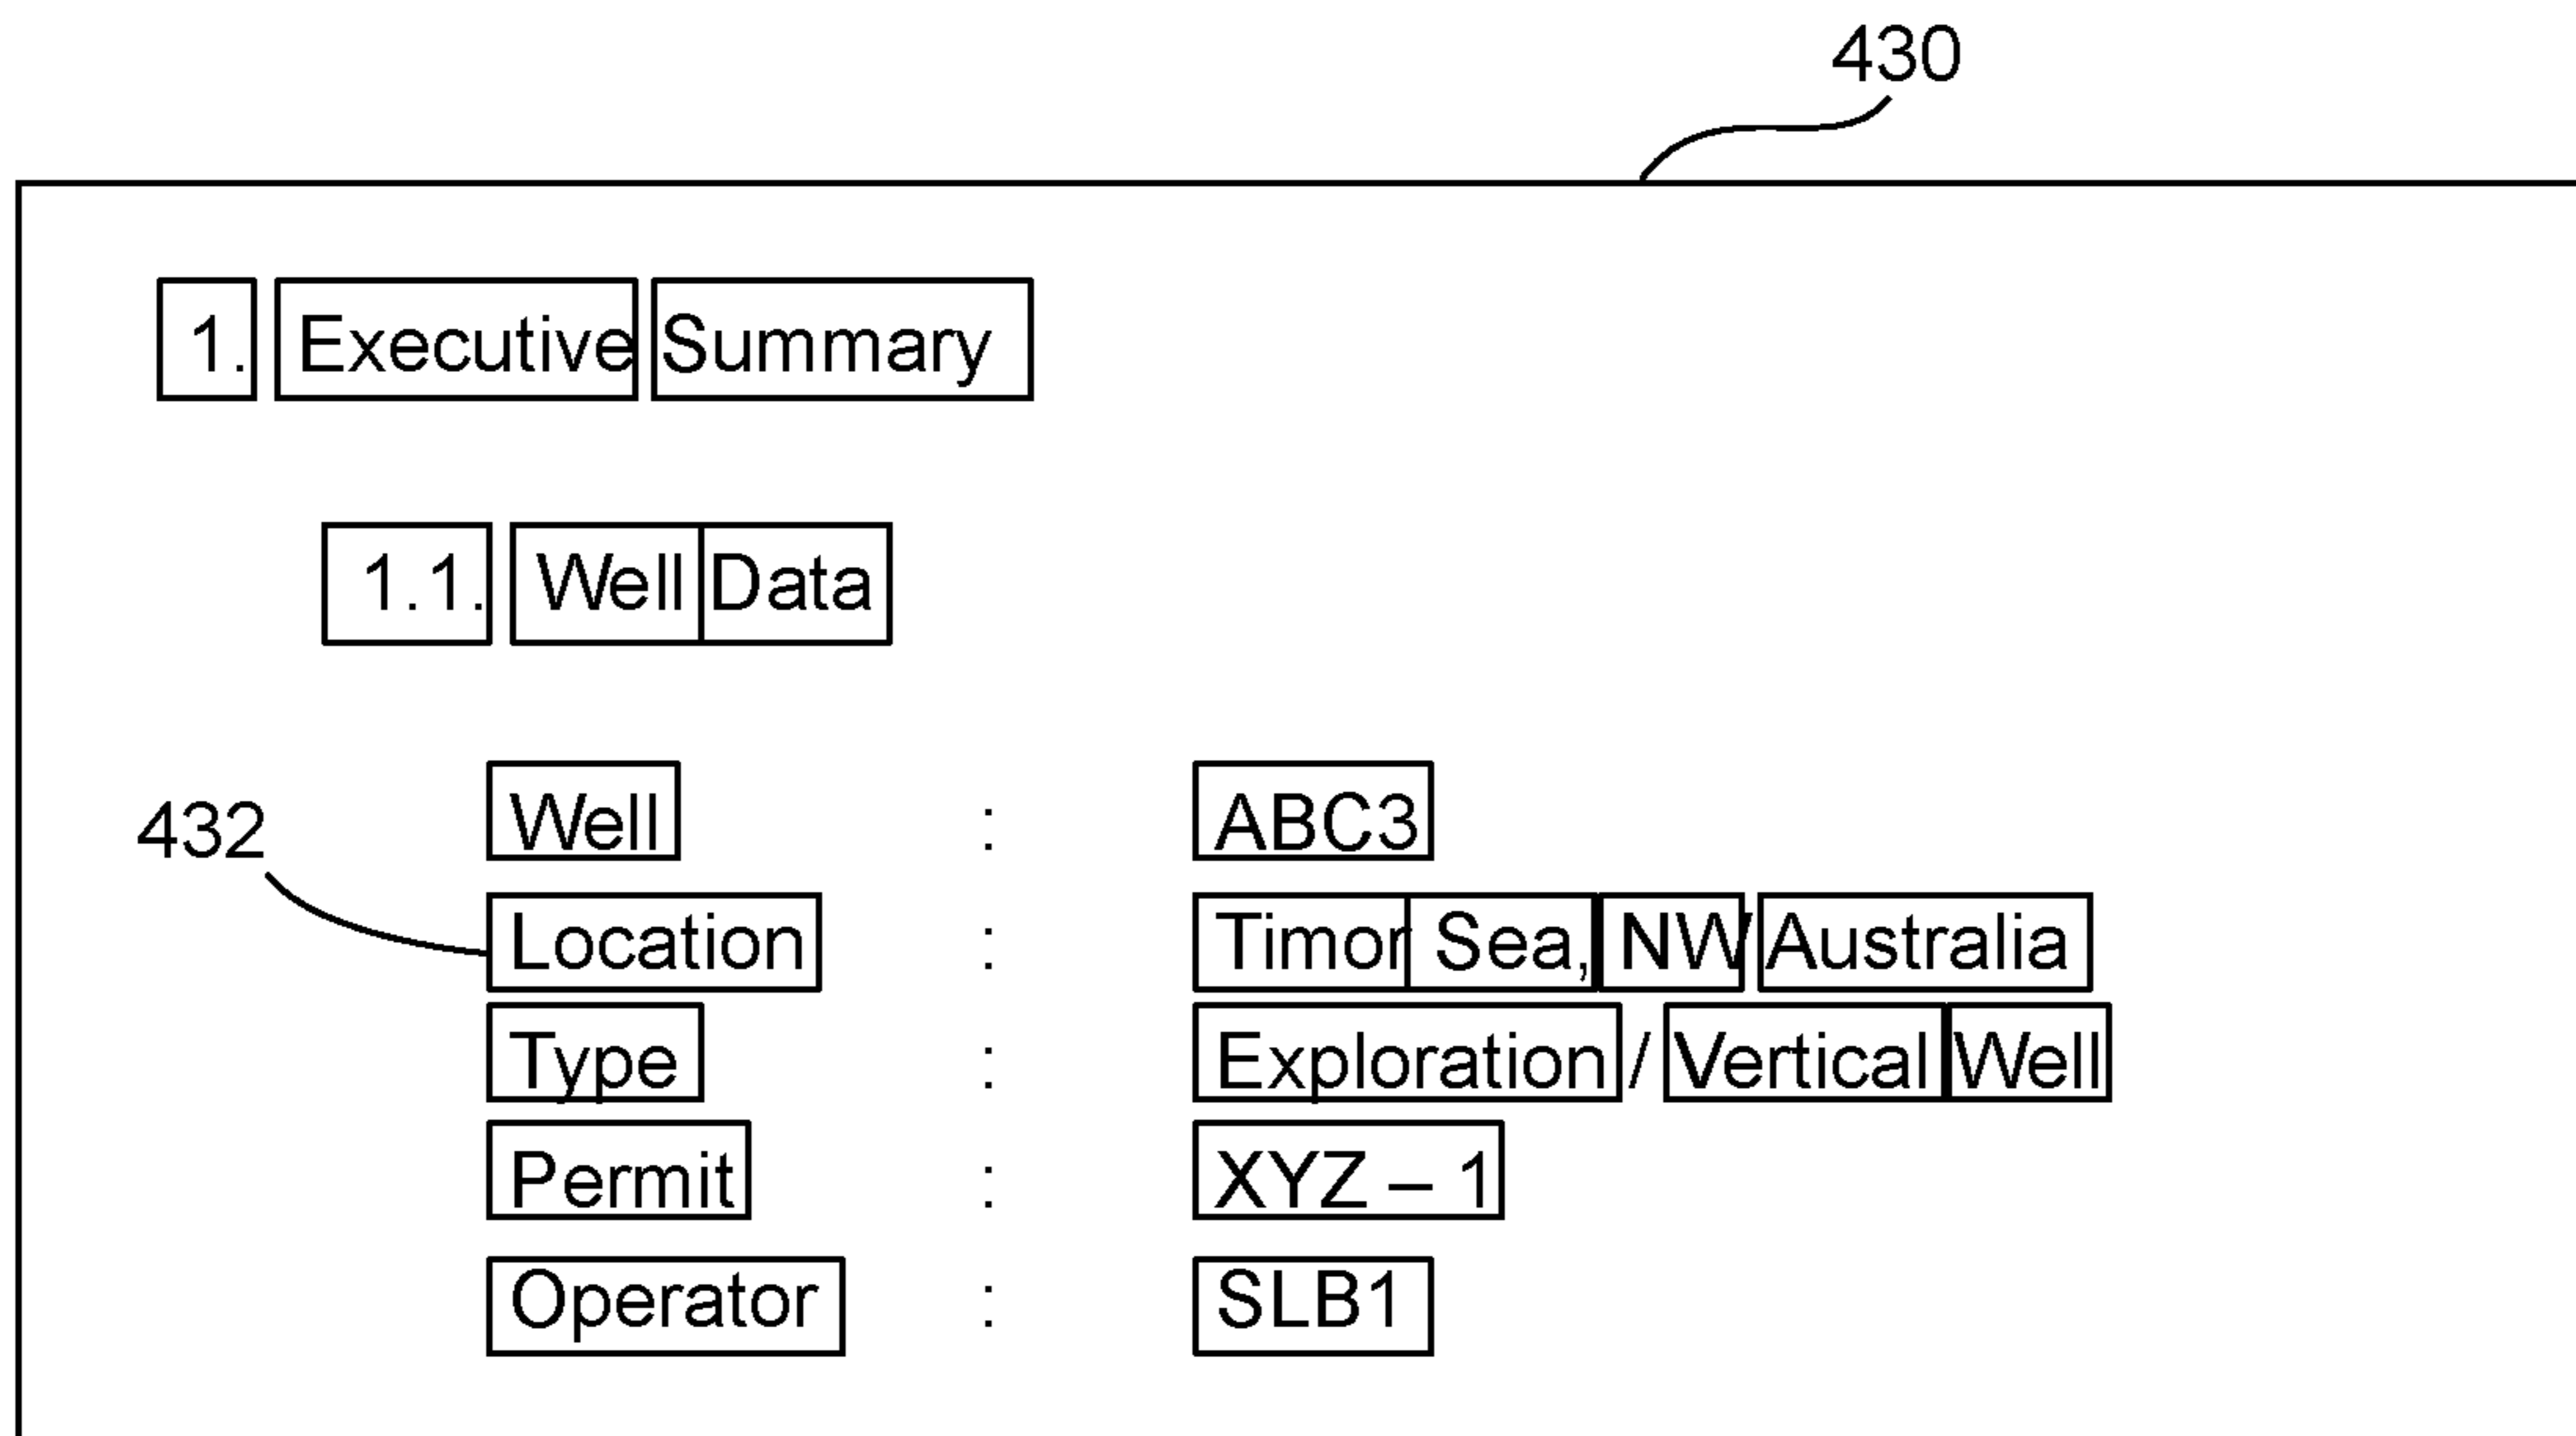 430
1. Executive Summary
1.1. Well Data
Well : ABC3
432
Location : Timor Sea, NW Australia
Type : Exploration / Vertical Well
Permit : XYZ – 1
Operator : SLB1